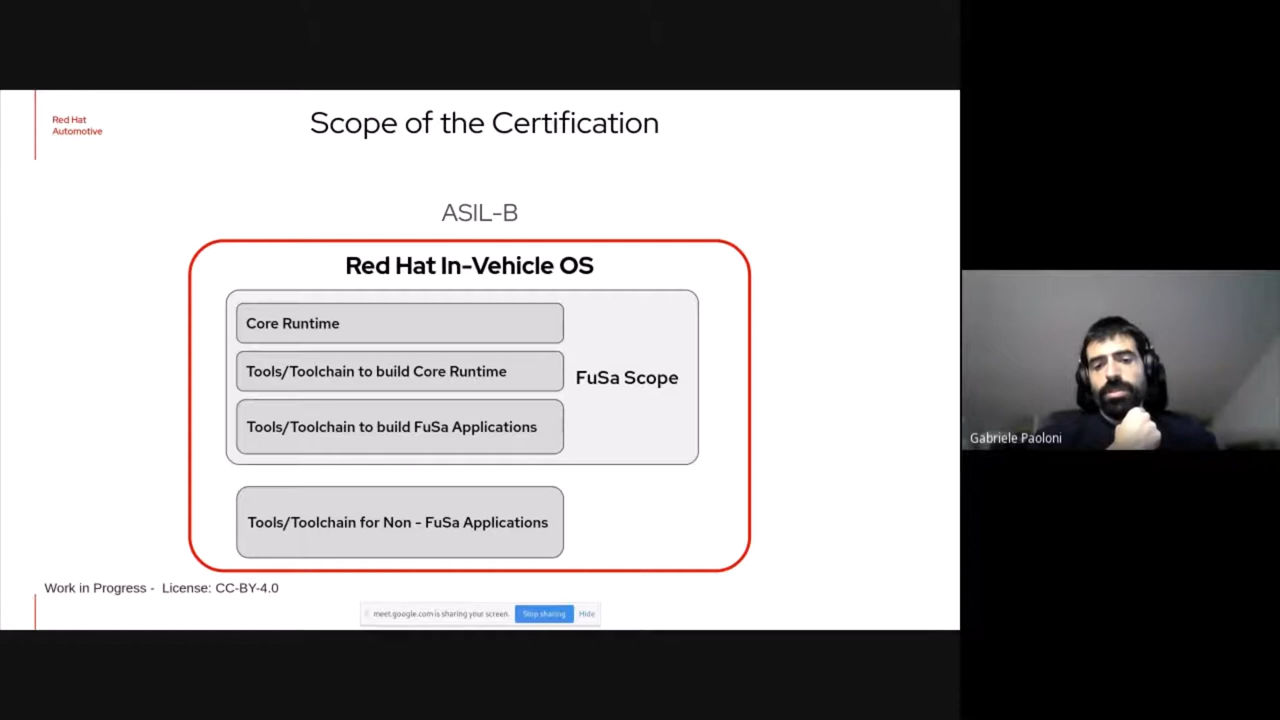 Red Hat
Automotive
Scope of the Certification
ASIL-B
Red Hat In-Vehicle OS
Core Runtime
Tools/Toolchain to build Core Runtime
FuSa Scope
Tools/Toolchain to build FuSa Applications
Tools/Toolchain for Non - FuSa Applications
Work in Progress - License: CC-BY-4.0
meet.google.com is sharing your screen. Stop sharing Hide
Gabriele Paoloni